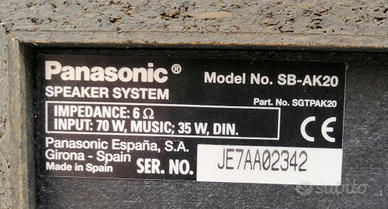 Panasonic® Model No. SB-AK20
SPEAKER SYSTEM Part. No. SGTPAK20
IMPEDANCE: 6 Ω
INPUT: 70 W, MUSIC; 35 W, DIN.
Panasonic España, S.A.
Girona - Spain
Made in Spain SER. NO. JE7AA02342
subito